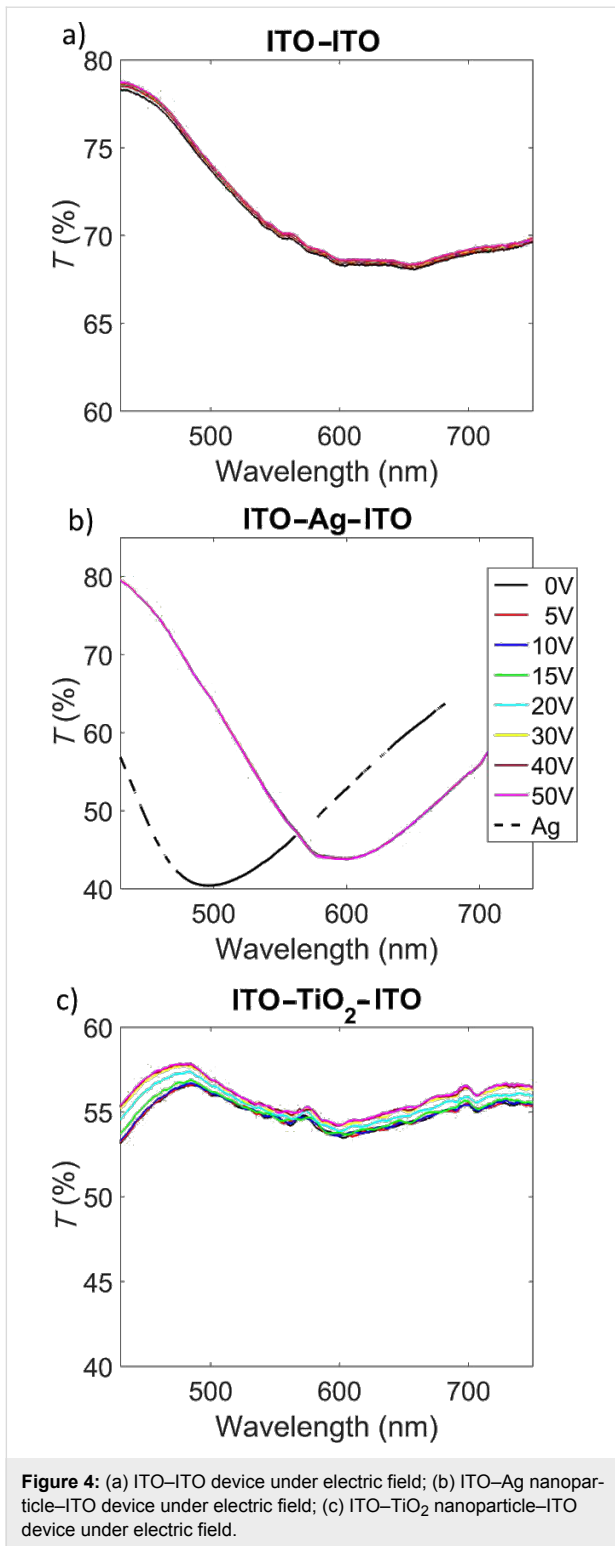 a)
ITO–ITO
80
75
70
65
60
T (%)
500 600 700
Wavelength (nm)
b)
ITO–Ag–ITO
80
70
60
50
40
T (%)
0V
5V
10V
15V
20V
30V
40V
50V
Ag
500 600 700
Wavelength (nm)
c)
ITO–TiO₂–ITO
60
55
50
45
40
T (%)
500 600 700
Wavelength (nm)
Figure 4: (a) ITO–ITO device under electric field; (b) ITO–Ag nanopar-
ticle–ITO device under electric field; (c) ITO–TiO₂ nanoparticle–ITO
device under electric field.